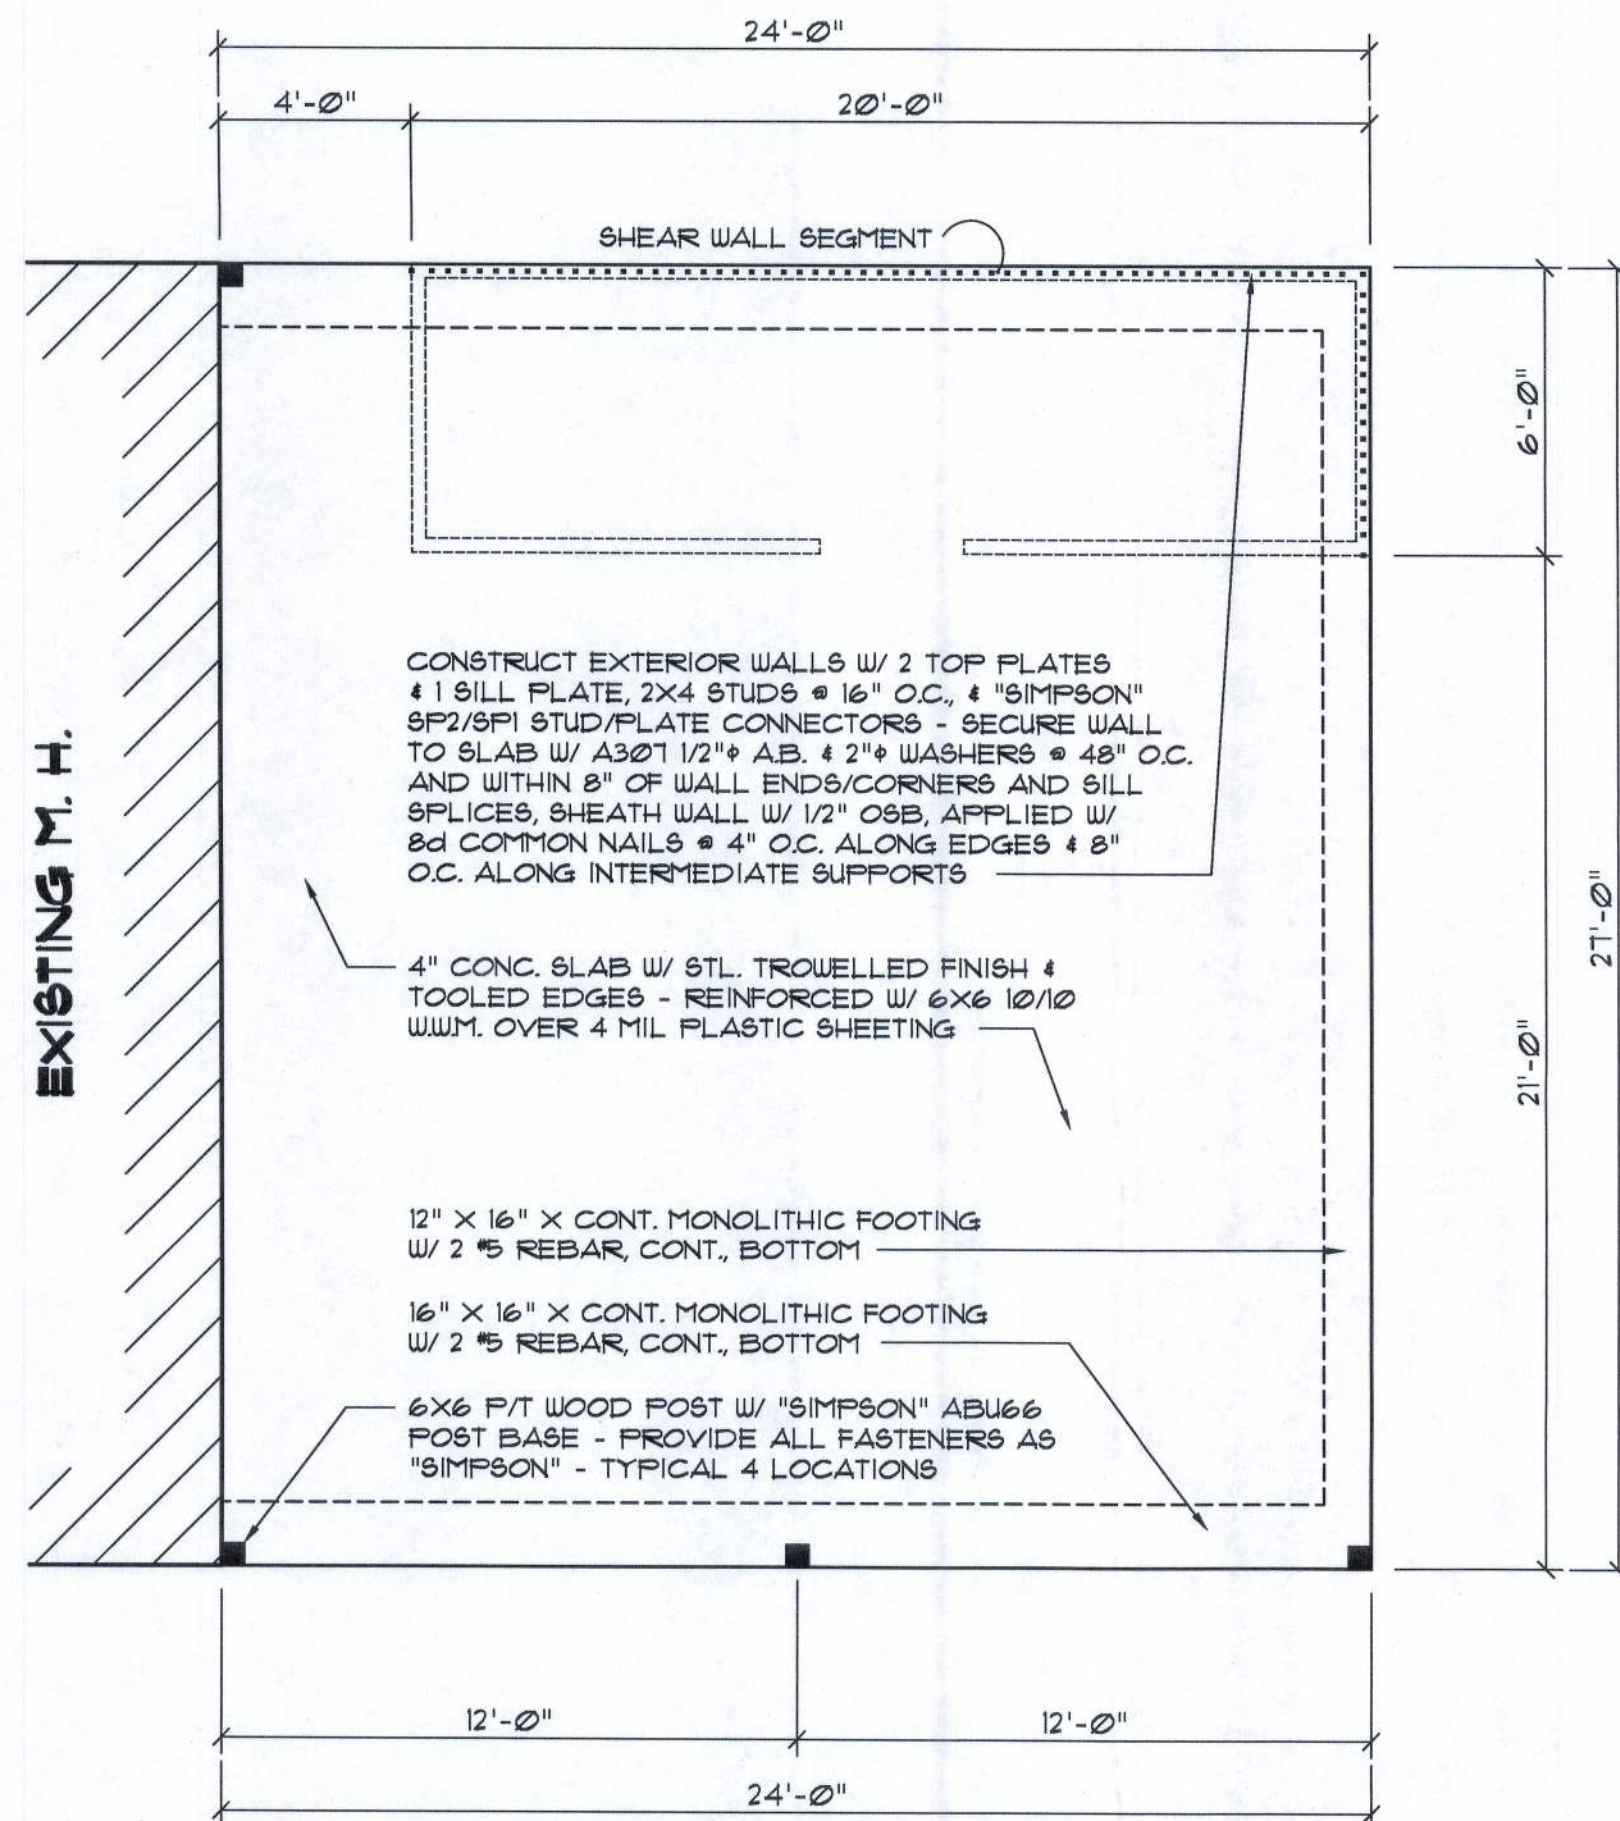 24'-0"
4'-0"
20'-0"
SHEAR WALL SEGMENT
6'-0"
CONSTRUCT EXTERIOR WALLS W/ 2 TOP PLATES
& 1 SILL PLATE, 2X4 STUDS @ 16" O.C., & "SIMPSON"
SP2/SP1 STUD/PLATE CONNECTORS - SECURE WALL
TO SLAB W/ A307 1/2"ϕ A.B. & 2"ϕ WASHERS @ 48" O.C.
AND WITHIN 8" OF WALL ENDS/CORNERS AND SILL
SPLICES, SHEATH WALL W/ 1/2" OSB, APPLIED W/
8d COMMON NAILS @ 4" O.C. ALONG EDGES & 8"
O.C. ALONG INTERMEDIATE SUPPORTS
EXISTING M. H.
27'-0"
4" CONC. SLAB W/ STL. TROWELLED FINISH &
TOOLED EDGES - REINFORCED W/ 6X6 10/10
W.W.M. OVER 4 MIL PLASTIC SHEETING
21'-0"
12" X 16" X CONT. MONOLITHIC FOOTING
W/ 2 #5 REBAR, CONT., BOTTOM
16" X 16" X CONT. MONOLITHIC FOOTING
W/ 2 #5 REBAR, CONT., BOTTOM
6X6 P/T WOOD POST W/ "SIMPSON" ABU66
POST BASE - PROVIDE ALL FASTENERS AS
"SIMPSON" - TYPICAL 4 LOCATIONS
12'-0"
12'-0"
24'-0"